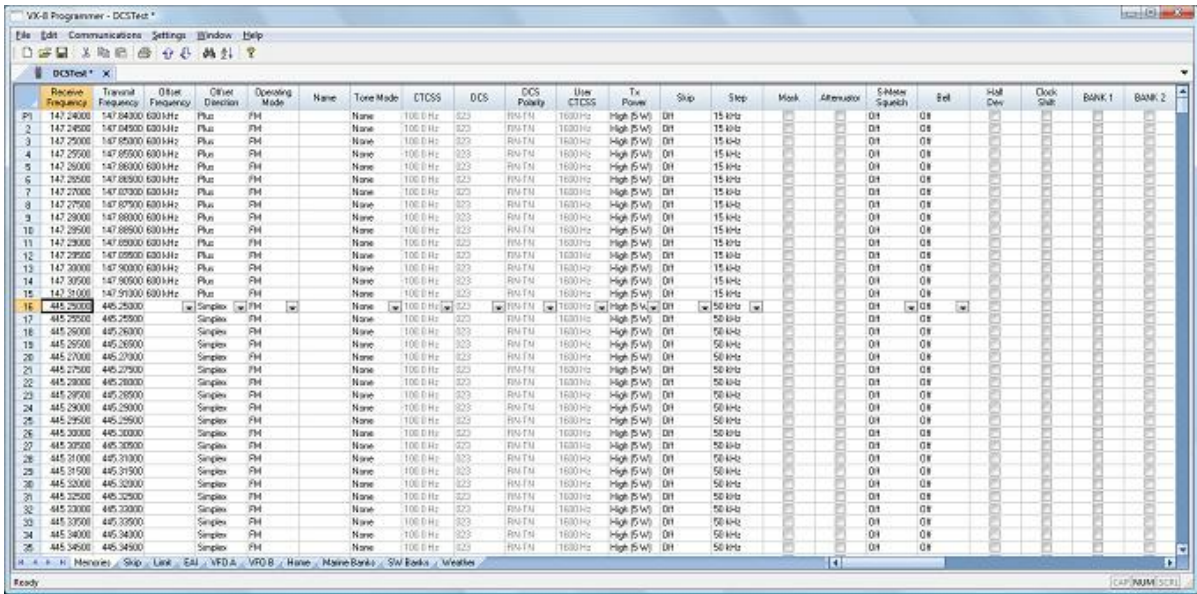 VX-8 Programmer - DCSTest *
File Edit Communications Settings Window Help
DCSTest * X
Receive Frequency Transmit Frequency Offset Frequency Offset Direction Operating Mode Name Tone Mode CTCSS DCS DCS Polarity User CTCSS Tx Power Skip Step Mask Attenuator S-Meter Squelch Bell Half Dev Clock Shift BANK 1 BANK 2
P1 147.24000 147.84000 600 kHz Plus FM None 100.0 Hz 023 RN-TN 1600 Hz High (5 W) Off 15 kHz Off Off
2 147.24500 147.84500 600 kHz Plus FM None 100.0 Hz 023 RN-TN 1600 Hz High (5 W) Off 15 kHz Off Off
3 147.25000 147.85000 600 kHz Plus FM None 100.0 Hz 023 RN-TN 1600 Hz High (5 W) Off 15 kHz Off Off
4 147.25500 147.85500 600 kHz Plus FM None 100.0 Hz 023 RN-TN 1600 Hz High (5 W) Off 15 kHz Off Off
5 147.26000 147.86000 600 kHz Plus FM None 100.0 Hz 023 RN-TN 1600 Hz High (5 W) Off 15 kHz Off Off
6 147.26500 147.86500 600 kHz Plus FM None 100.0 Hz 023 RN-TN 1600 Hz High (5 W) Off 15 kHz Off Off
7 147.27000 147.87000 600 kHz Plus FM None 100.0 Hz 023 RN-TN 1600 Hz High (5 W) Off 15 kHz Off Off
8 147.27500 147.87500 600 kHz Plus FM None 100.0 Hz 023 RN-TN 1600 Hz High (5 W) Off 15 kHz Off Off
9 147.28000 147.88000 600 kHz Plus FM None 100.0 Hz 023 RN-TN 1600 Hz High (5 W) Off 15 kHz Off Off
10 147.28500 147.88500 600 kHz Plus FM None 100.0 Hz 023 RN-TN 1600 Hz High (5 W) Off 15 kHz Off Off
11 147.29000 147.89000 600 kHz Plus FM None 100.0 Hz 023 RN-TN 1600 Hz High (5 W) Off 15 kHz Off Off
12 147.29500 147.89500 600 kHz Plus FM None 100.0 Hz 023 RN-TN 1600 Hz High (5 W) Off 15 kHz Off Off
13 147.30000 147.90000 600 kHz Plus FM None 100.0 Hz 023 RN-TN 1600 Hz High (5 W) Off 15 kHz Off Off
14 147.30500 147.90500 600 kHz Plus FM None 100.0 Hz 023 RN-TN 1600 Hz High (5 W) Off 15 kHz Off Off
15 147.31000 147.91000 600 kHz Plus FM None 100.0 Hz 023 RN-TN 1600 Hz High (5 W) Off 15 kHz Off Off
16 445.25000 445.25000 Simplex FM None 100.0 Hz 023 RN-TN 1600 Hz High (5 W) Off 50 kHz Off Off
17 445.25500 445.25500 Simplex FM None 100.0 Hz 023 RN-TN 1600 Hz High (5 W) Off 50 kHz Off Off
18 445.26000 445.26000 Simplex FM None 100.0 Hz 023 RN-TN 1600 Hz High (5 W) Off 50 kHz Off Off
19 445.26500 445.26500 Simplex FM None 100.0 Hz 023 RN-TN 1600 Hz High (5 W) Off 50 kHz Off Off
20 445.27000 445.27000 Simplex FM None 100.0 Hz 023 RN-TN 1600 Hz High (5 W) Off 50 kHz Off Off
21 445.27500 445.27500 Simplex FM None 100.0 Hz 023 RN-TN 1600 Hz High (5 W) Off 50 kHz Off Off
22 445.28000 445.28000 Simplex FM None 100.0 Hz 023 RN-TN 1600 Hz High (5 W) Off 50 kHz Off Off
23 445.28500 445.28500 Simplex FM None 100.0 Hz 023 RN-TN 1600 Hz High (5 W) Off 50 kHz Off Off
24 445.29000 445.29000 Simplex FM None 100.0 Hz 023 RN-TN 1600 Hz High (5 W) Off 50 kHz Off Off
25 445.29500 445.29500 Simplex FM None 100.0 Hz 023 RN-TN 1600 Hz High (5 W) Off 50 kHz Off Off
26 445.30000 445.30000 Simplex FM None 100.0 Hz 023 RN-TN 1600 Hz High (5 W) Off 50 kHz Off Off
27 445.30500 445.30500 Simplex FM None 100.0 Hz 023 RN-TN 1600 Hz High (5 W) Off 50 kHz Off Off
28 445.31000 445.31000 Simplex FM None 100.0 Hz 023 RN-TN 1600 Hz High (5 W) Off 50 kHz Off Off
29 445.31500 445.31500 Simplex FM None 100.0 Hz 023 RN-TN 1600 Hz High (5 W) Off 50 kHz Off Off
30 445.32000 445.32000 Simplex FM None 100.0 Hz 023 RN-TN 1600 Hz High (5 W) Off 50 kHz Off Off
31 445.32500 445.32500 Simplex FM None 100.0 Hz 023 RN-TN 1600 Hz High (5 W) Off 50 kHz Off Off
32 445.33000 445.33000 Simplex FM None 100.0 Hz 023 RN-TN 1600 Hz High (5 W) Off 50 kHz Off Off
33 445.33500 445.33500 Simplex FM None 100.0 Hz 023 RN-TN 1600 Hz High (5 W) Off 50 kHz Off Off
34 445.34000 445.34000 Simplex FM None 100.0 Hz 023 RN-TN 1600 Hz High (5 W) Off 50 kHz Off Off
35 445.34500 445.34500 Simplex FM None 100.0 Hz 023 RN-TN 1600 Hz High (5 W) Off 50 kHz Off Off
Memories Skip Limit EAI VFO A VFO B Home Marine Banks SW Banks Weather
Ready CAP NUM SCRL